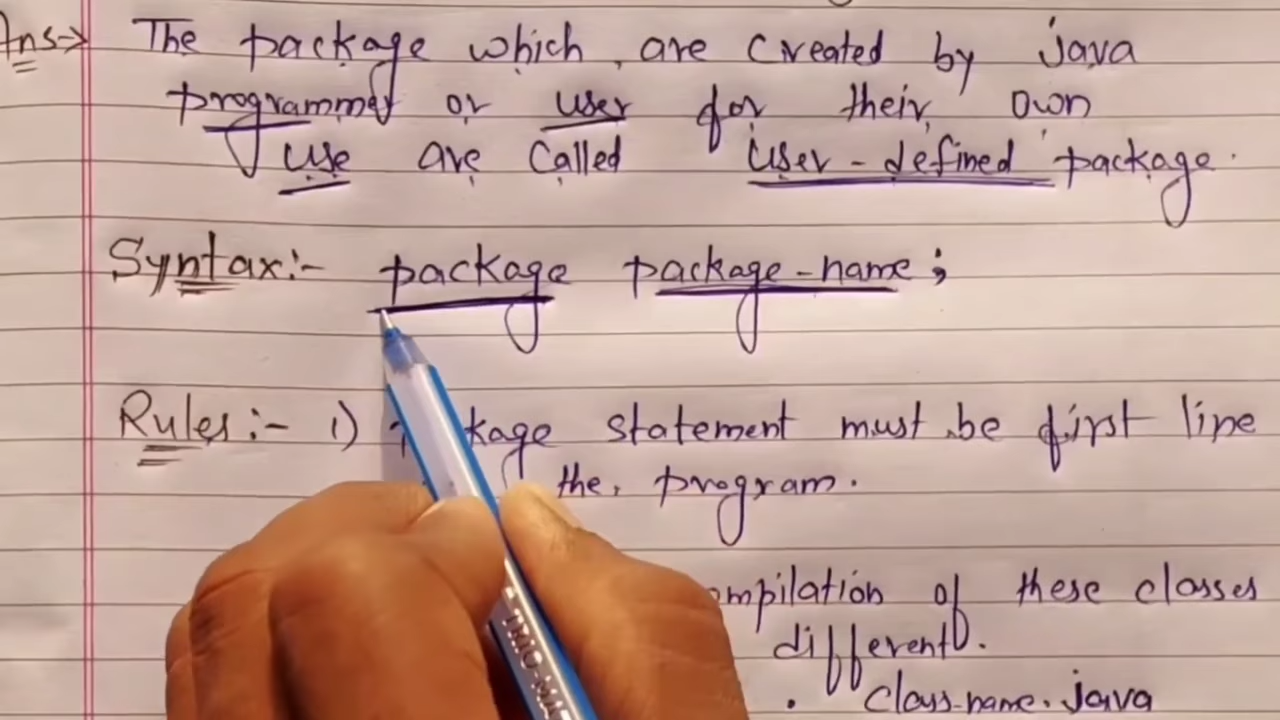 Ans->
The package which are created by java
programmer or user for their own
use are called user-defined package.
Syntax:- package package-name;
Rules:- 1) kage statement must be first line
the program.
ompilation of these classes
different.
. class-name.java